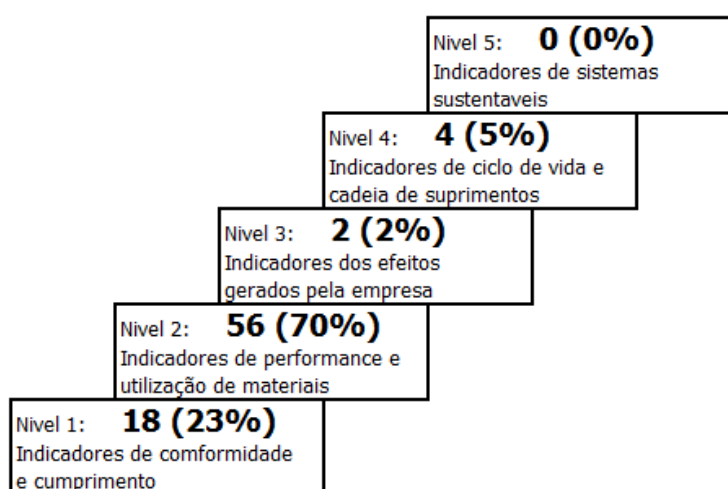 Nivel 5: 0 (0%)
Indicadores de sistemas
sustentaveis
Nivel 4: 4 (5%)
Indicadores de ciclo de vida e
cadeia de suprimentos
Nivel 3: 2 (2%)
Indicadores dos efeitos
gerados pela empresa
Nivel 2: 56 (70%)
Indicadores de performance e
utilização de materiais
Nivel 1: 18 (23%)
Indicadores de comformidade
e cumprimento